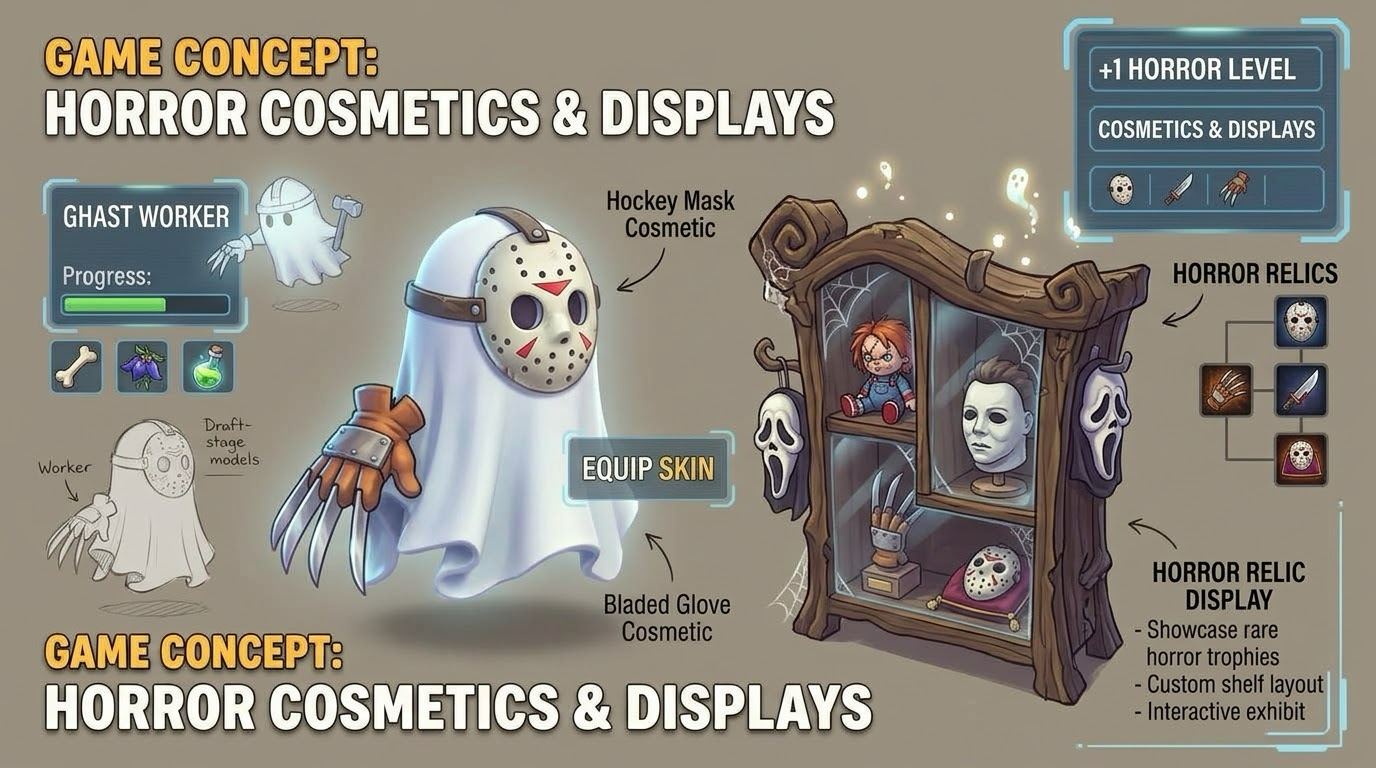 GAME CONCEPT:
HORROR COSMETICS & DISPLAYS
+1 HORROR LEVEL
COSMETICS & DISPLAYS
GHAST WORKER
Progress:
Hockey Mask
Cosmetic
HORROR RELICS
Draft-
stage
models
Worker
EQUIP SKIN
Bladed Glove
Cosmetic
HORROR RELIC
DISPLAY
- Showcase rare
horror trophies
- Custom shelf layout
- Interactive exhibit
GAME CONCEPT:
HORROR COSMETICS & DISPLAYS